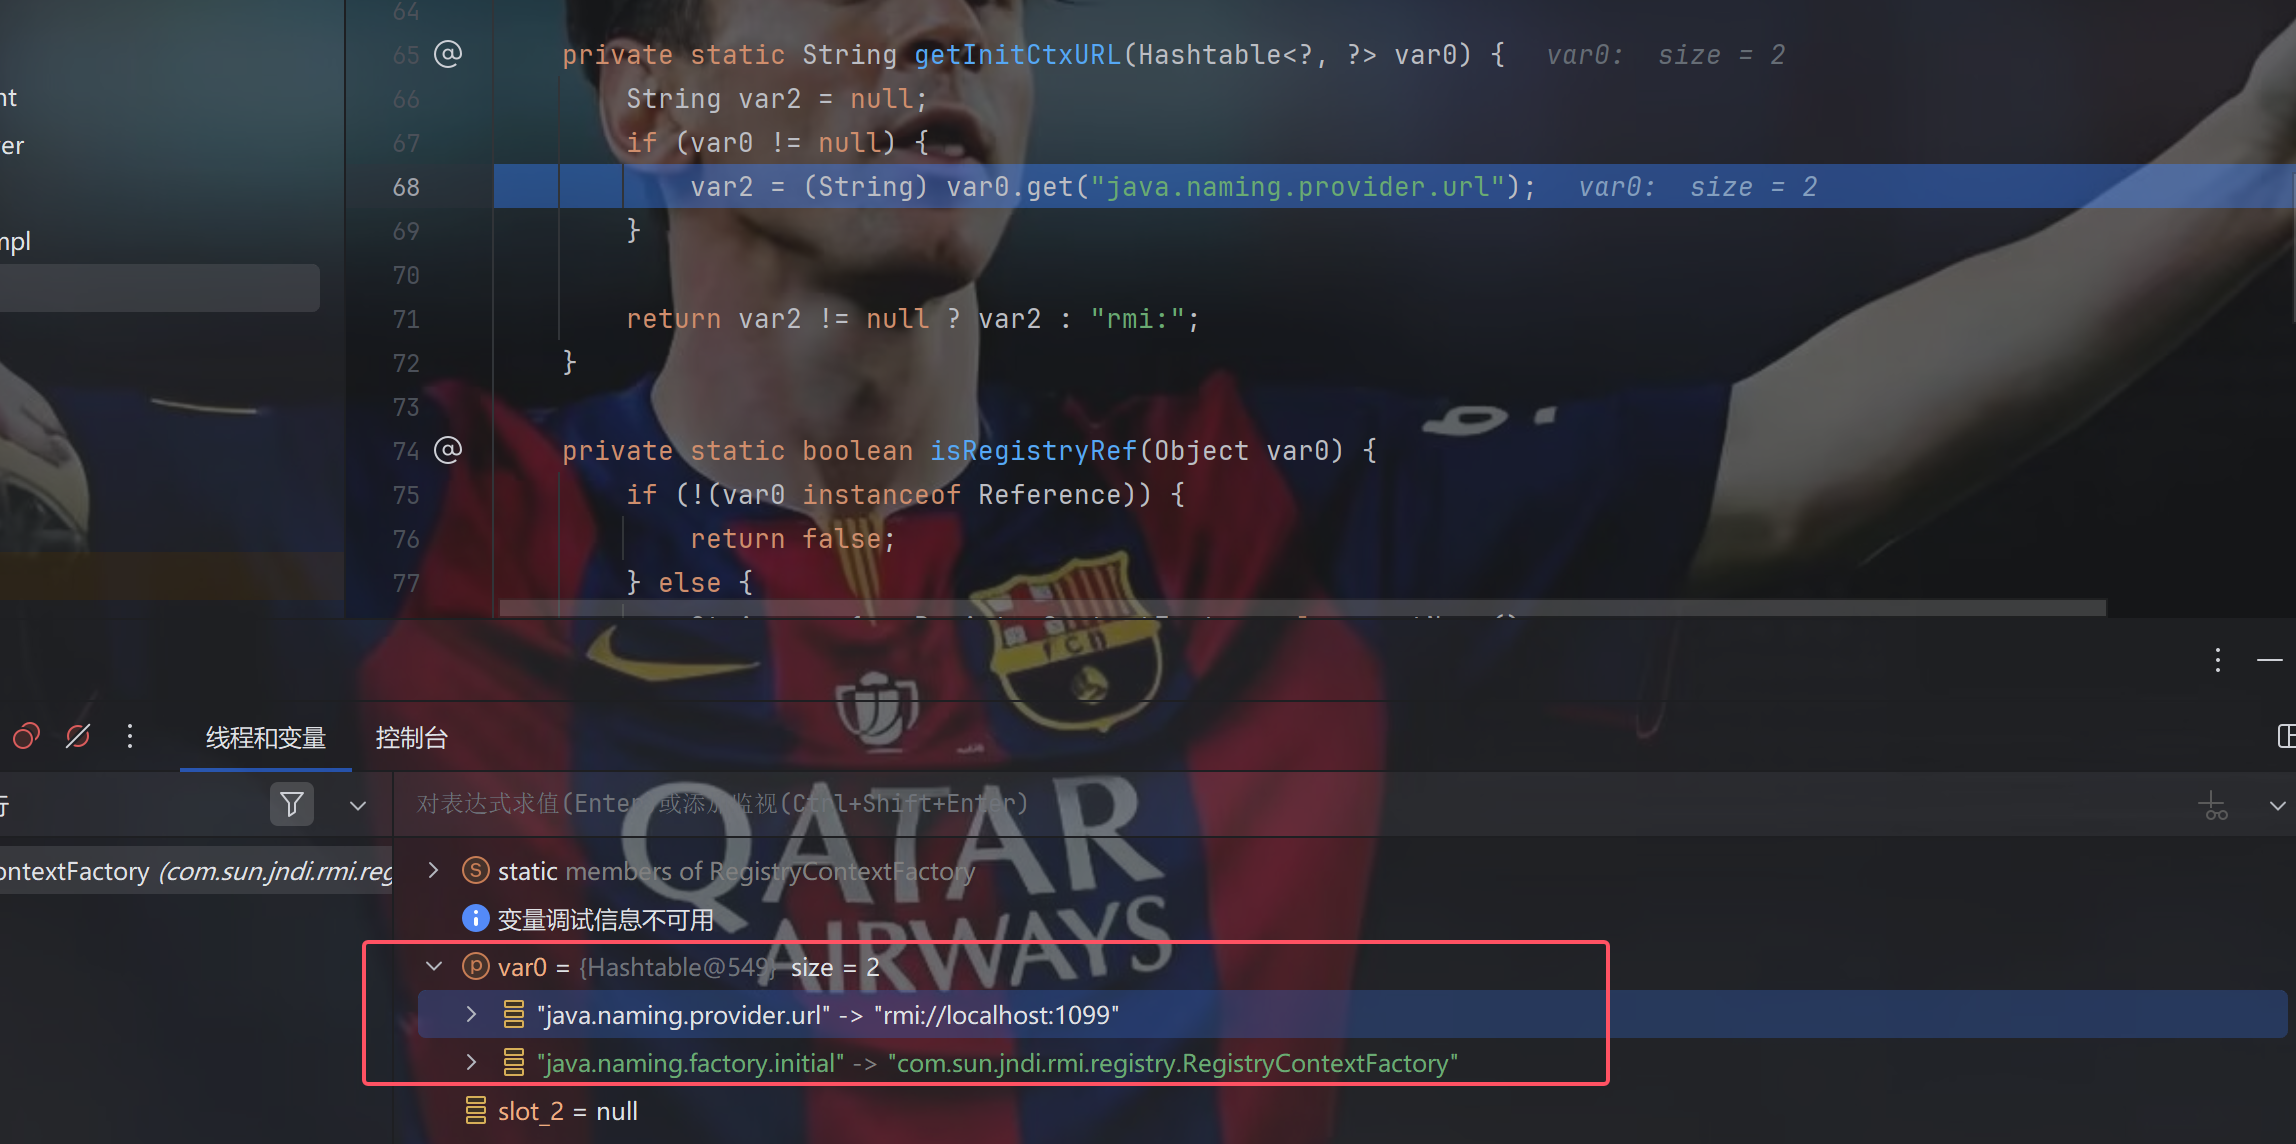 64
65 @ private static String getInitCtxURL(Hashtable<?, ?> var0) { var0: size = 2
66 String var2 = null;
67 if (var0 != null) {
68 var2 = (String) var0.get("java.naming.provider.url"); var0: size = 2
69 }
70
71 return var2 != null ? var2 : "rmi:";
72 }
73
74 @ private static boolean isRegistryRef(Object var0) {
75 if (!(var0 instanceof Reference)) {
76 return false;
77 } else {
nt
er
mpl
FCB
线程和变量 控制台
行
对表达式求值(Enter)或添加监视(Ctrl+Shift+Enter)
ontextFactory (com.sun.jndi.rmi.reg
static members of RegistryContextFactory
变量调试信息不可用
var0 = {Hashtable@549} size = 2
"java.naming.provider.url" -> "rmi://localhost:1099"
"java.naming.factory.initial" -> "com.sun.jndi.rmi.registry.RegistryContextFactory"
slot_2 = null
QATAR
AIRWAYS